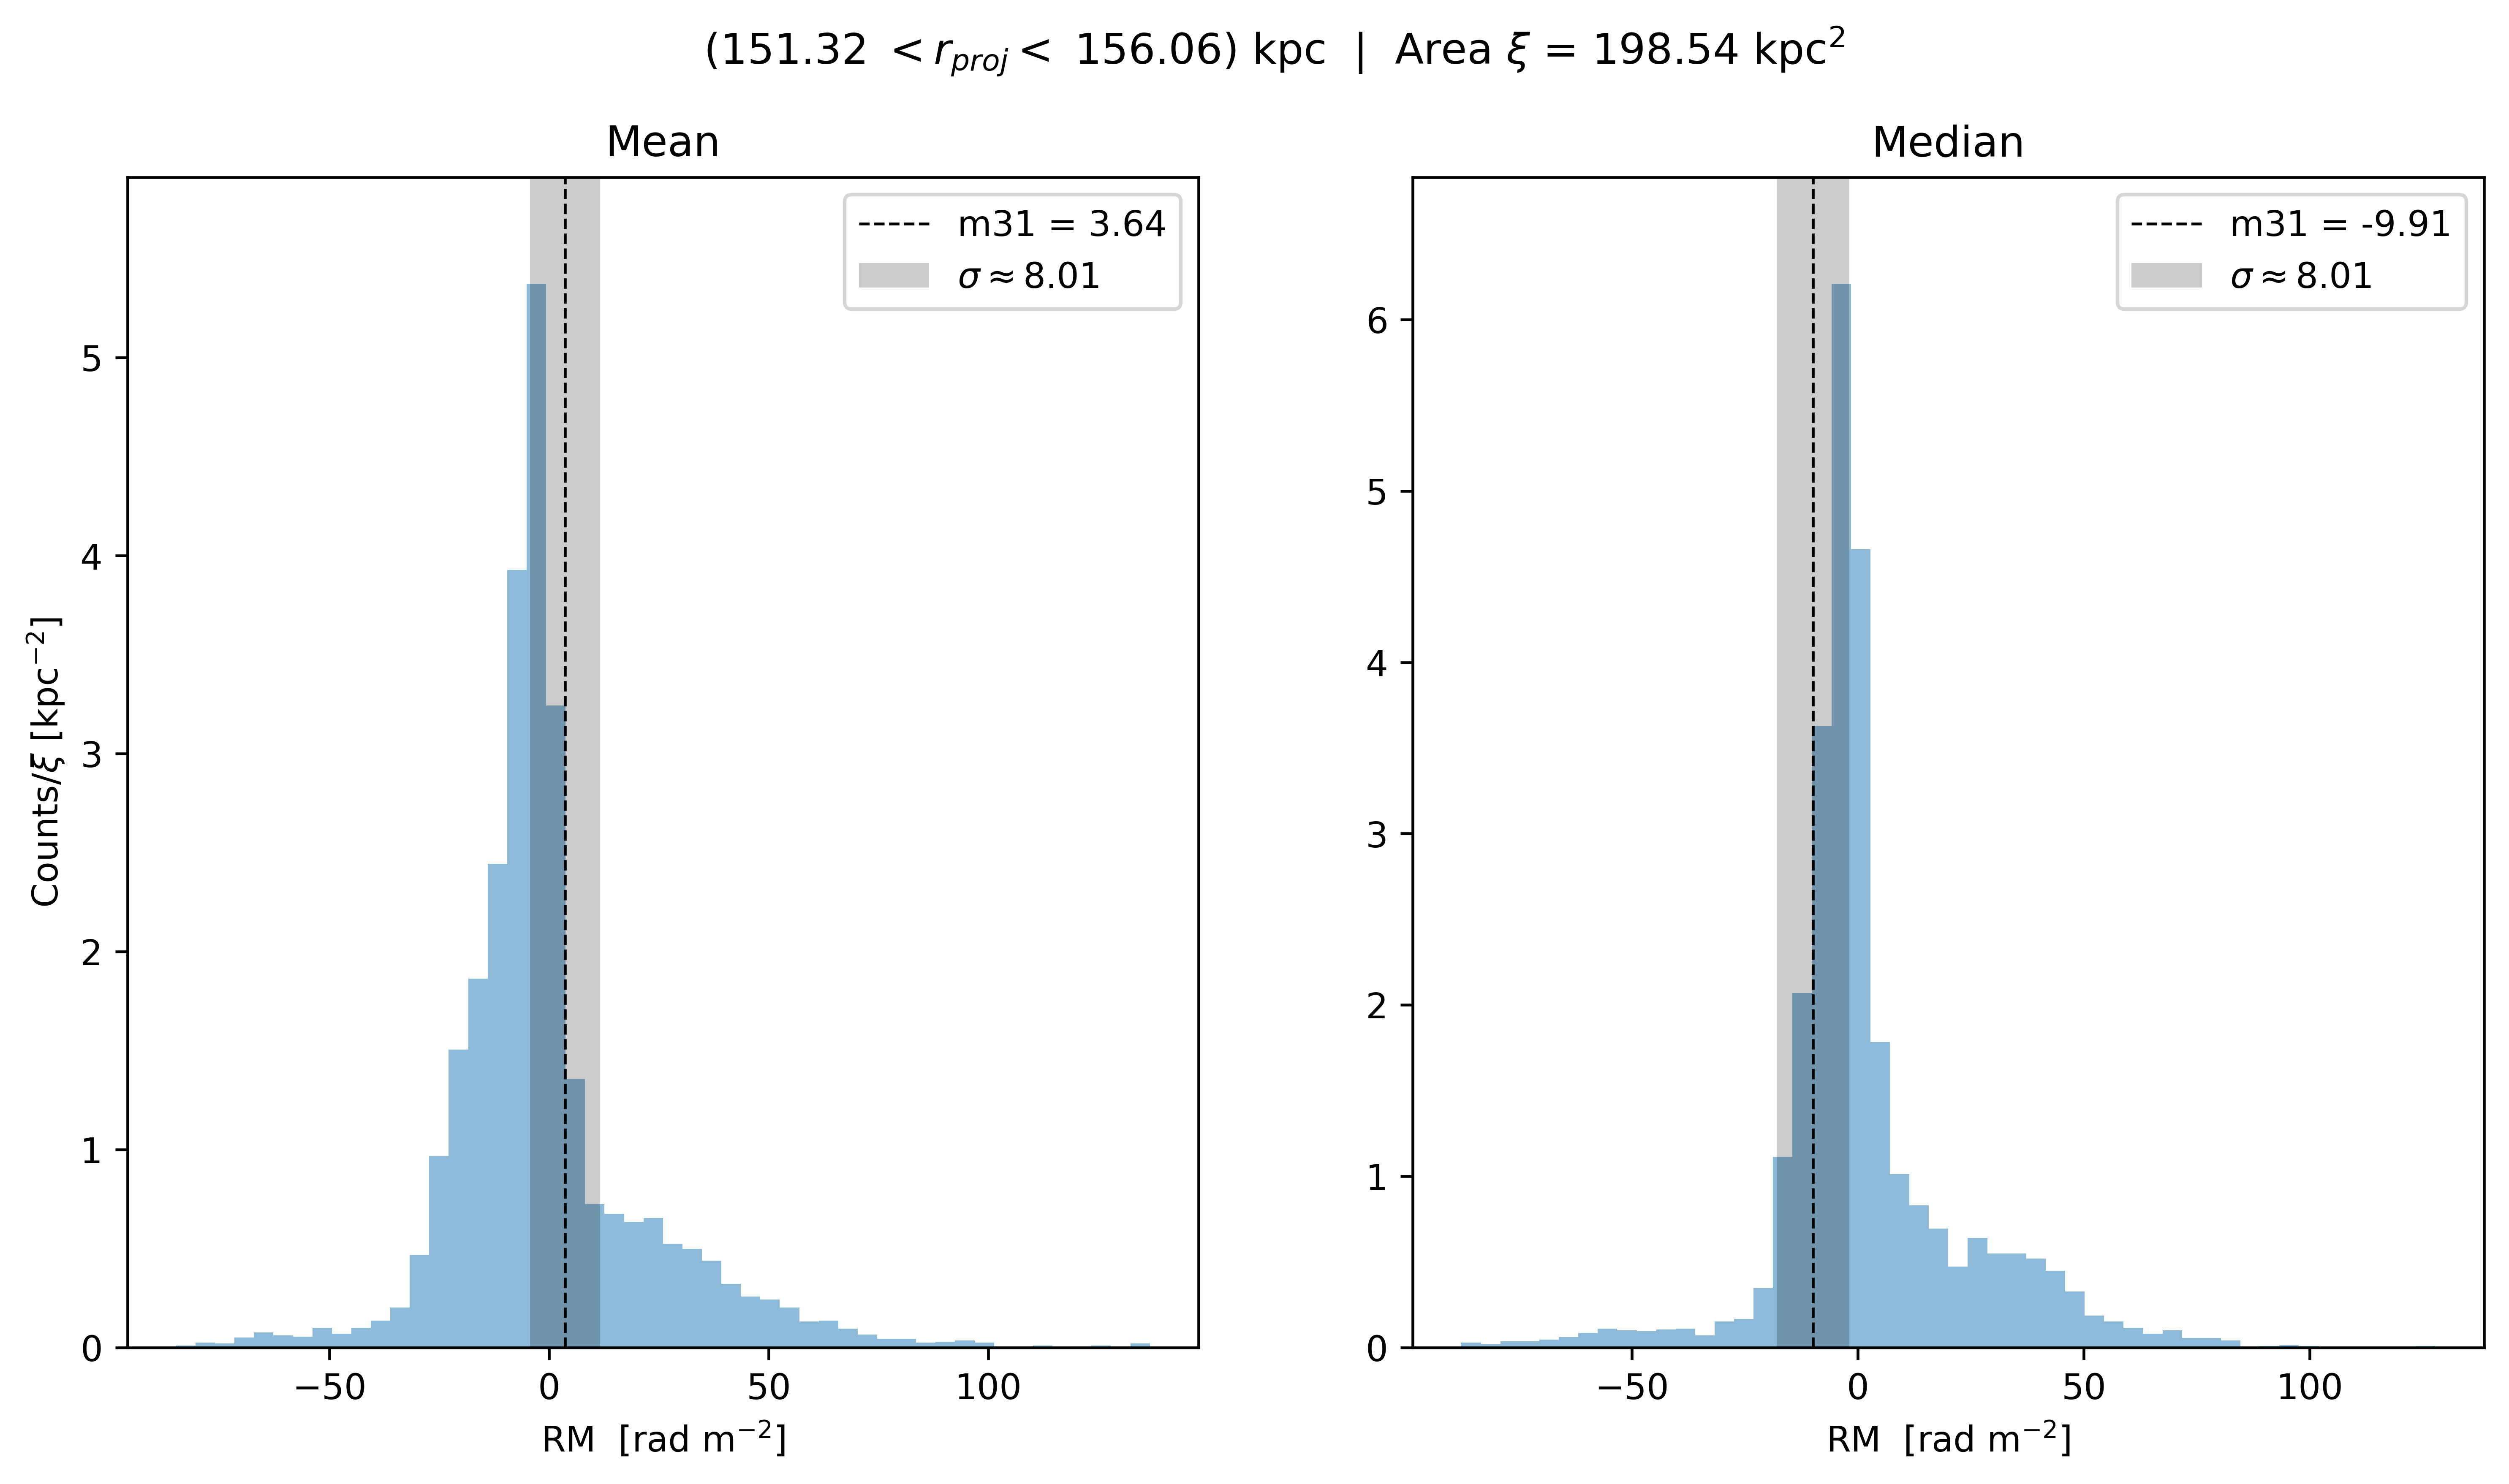 (151.32 < r_proj < 156.06) kpc | Area ξ = 198.54 kpc²
Mean
m31 = 3.64
σ ≈ 8.01
Counts/ξ [kpc⁻²]
5
4
3
2
1
0
−50 0 50 100
RM [rad m⁻²]
Median
m31 = -9.91
σ ≈ 8.01
6
5
4
3
2
1
0
−50 0 50 100
RM [rad m⁻²]